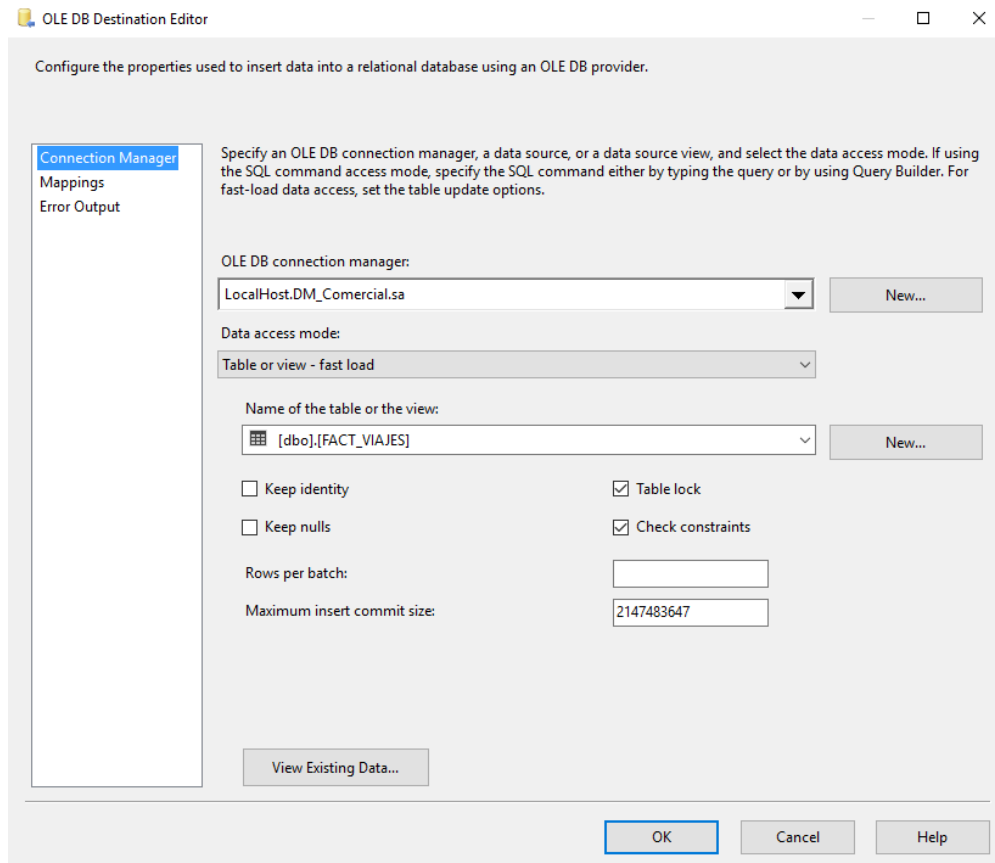 OLE DB Destination Editor
Configure the properties used to insert data into a relational database using an OLE DB provider.
Connection Manager
Mappings
Error Output
Specify an OLE DB connection manager, a data source, or a data source view, and select the data access mode. If using
the SQL command access mode, specify the SQL command either by typing the query or by using Query Builder. For
fast-load data access, set the table update options.
OLE DB connection manager:
LocalHost.DM_Comercial.sa
New...
Data access mode:
Table or view - fast load
Name of the table or the view:
[dbo].[FACT_VIAJES]
New...
Keep identity
Table lock
Keep nulls
Check constraints
Rows per batch:
Maximum insert commit size:
2147483647
View Existing Data...
OK
Cancel
Help